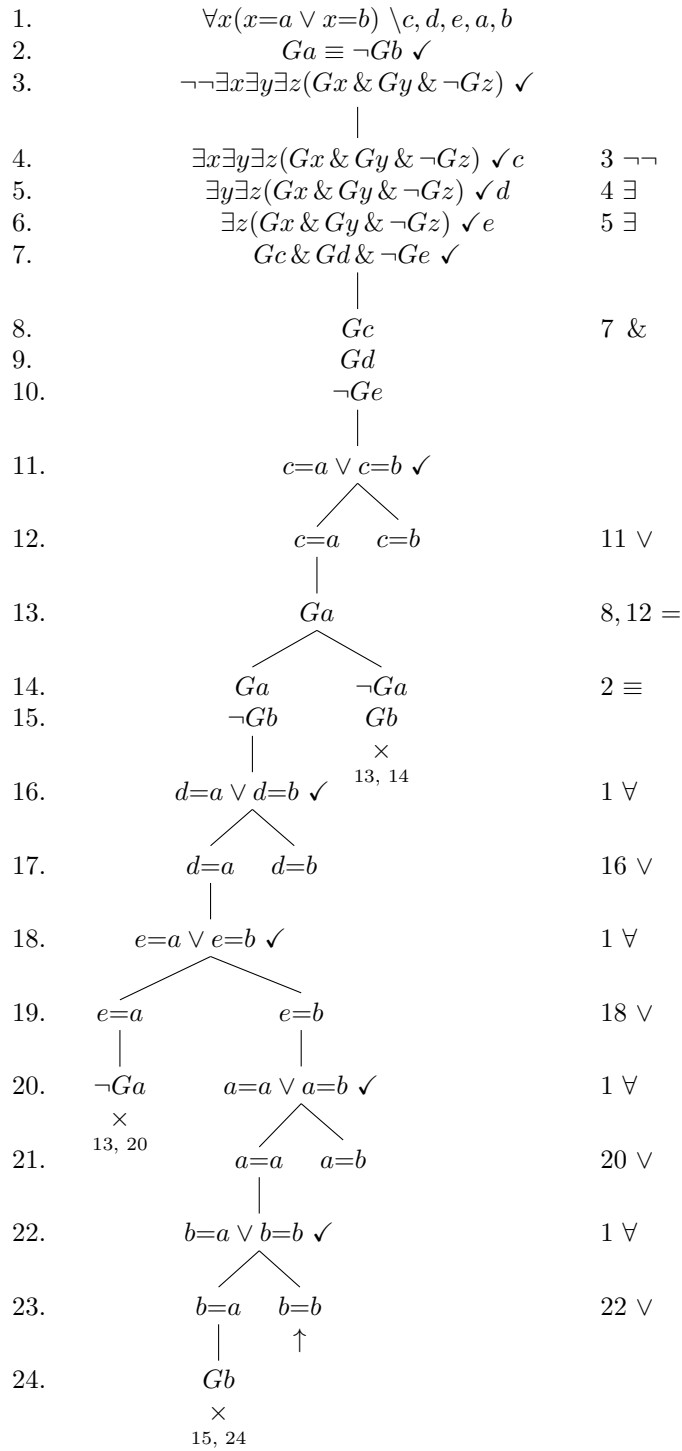 1. ∀x(x=a ∨ x=b) \c, d, e, a, b
2. Ga ≡ ¬Gb ✓
3. ¬¬∃x∃y∃z(Gx & Gy & ¬Gz) ✓
4. ∃x∃y∃z(Gx & Gy & ¬Gz) ✓c 3 ¬¬
5. ∃y∃z(Gx & Gy & ¬Gz) ✓d 4 ∃
6. ∃z(Gx & Gy & ¬Gz) ✓e 5 ∃
7. Gc & Gd & ¬Ge ✓
8. Gc 7 &
9. Gd
10. ¬Ge
11. c=a ∨ c=b ✓
12. c=a c=b 11 ∨
13. Ga 8, 12 =
14. Ga ¬Ga 2 ≡
15. ¬Gb Gb
×
13, 14
16. d=a ∨ d=b ✓ 1 ∀
17. d=a d=b 16 ∨
18. e=a ∨ e=b ✓ 1 ∀
19. e=a e=b 18 ∨
20. ¬Ga a=a ∨ a=b ✓ 1 ∀
×
13, 20
21. a=a a=b 20 ∨
22. b=a ∨ b=b ✓ 1 ∀
23. b=a b=b 22 ∨
↑
24. Gb
×
15, 24